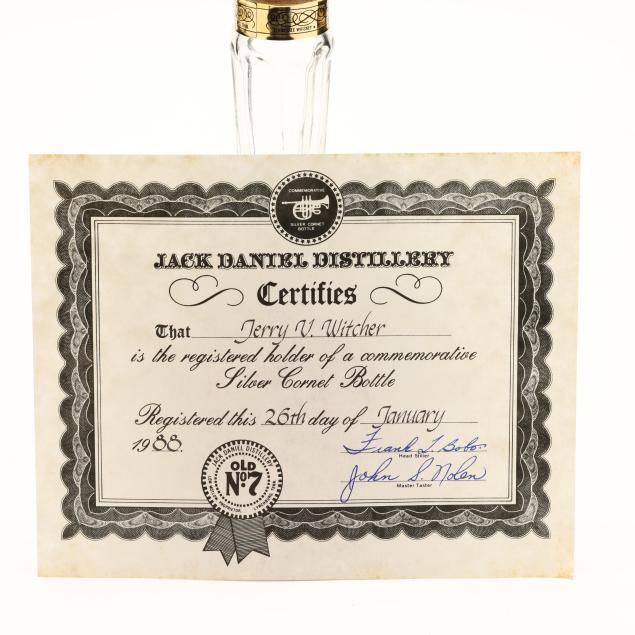 COMMEMORATIVE
SILVER CORNET
BOTTLE
JACK DANIEL DISTILLERY
Certifies
That Jerry V. Witcher
is the registered holder of a commemorative
Silver Cornet Bottle
Registered this 26th day of January
1988.
Frank T. Bobo
Head Stiller
John S. Nolen
Master Taster
JACK DANIEL DISTILLERY
OLD
No. 7